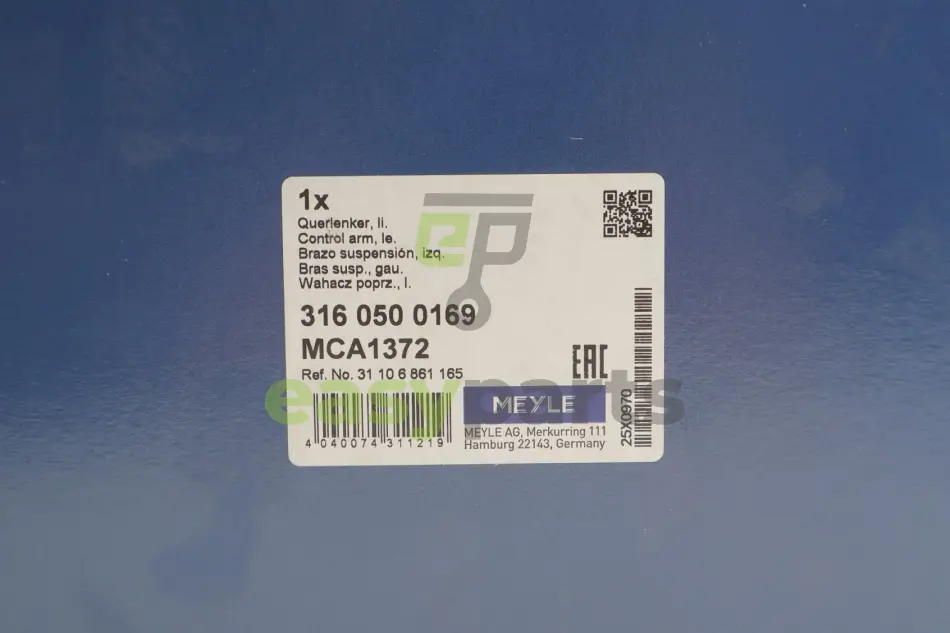 1x
Querlenker, li.
Control arm, le.
Brazo suspensión, izq.
Bras susp., gau.
Wahacz poprz., l.
316 050 0169
MCA1372
Ref. No. 31 10 6 861 165
EAC
MEYLE
MEYLE AG, Merkurring 111
Hamburg 22143, Germany
4 040074 311219
25X0970
ep
easyparts